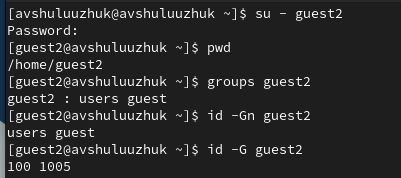 [avshuluuzhuk@avshuluuzhuk ~]$ su - guest2
Password:
[guest2@avshuluuzhuk ~]$ pwd
/home/guest2
[guest2@avshuluuzhuk ~]$ groups guest2
guest2 : users guest
[guest2@avshuluuzhuk ~]$ id -Gn guest2
users guest
[guest2@avshuluuzhuk ~]$ id -G guest2
100 1005